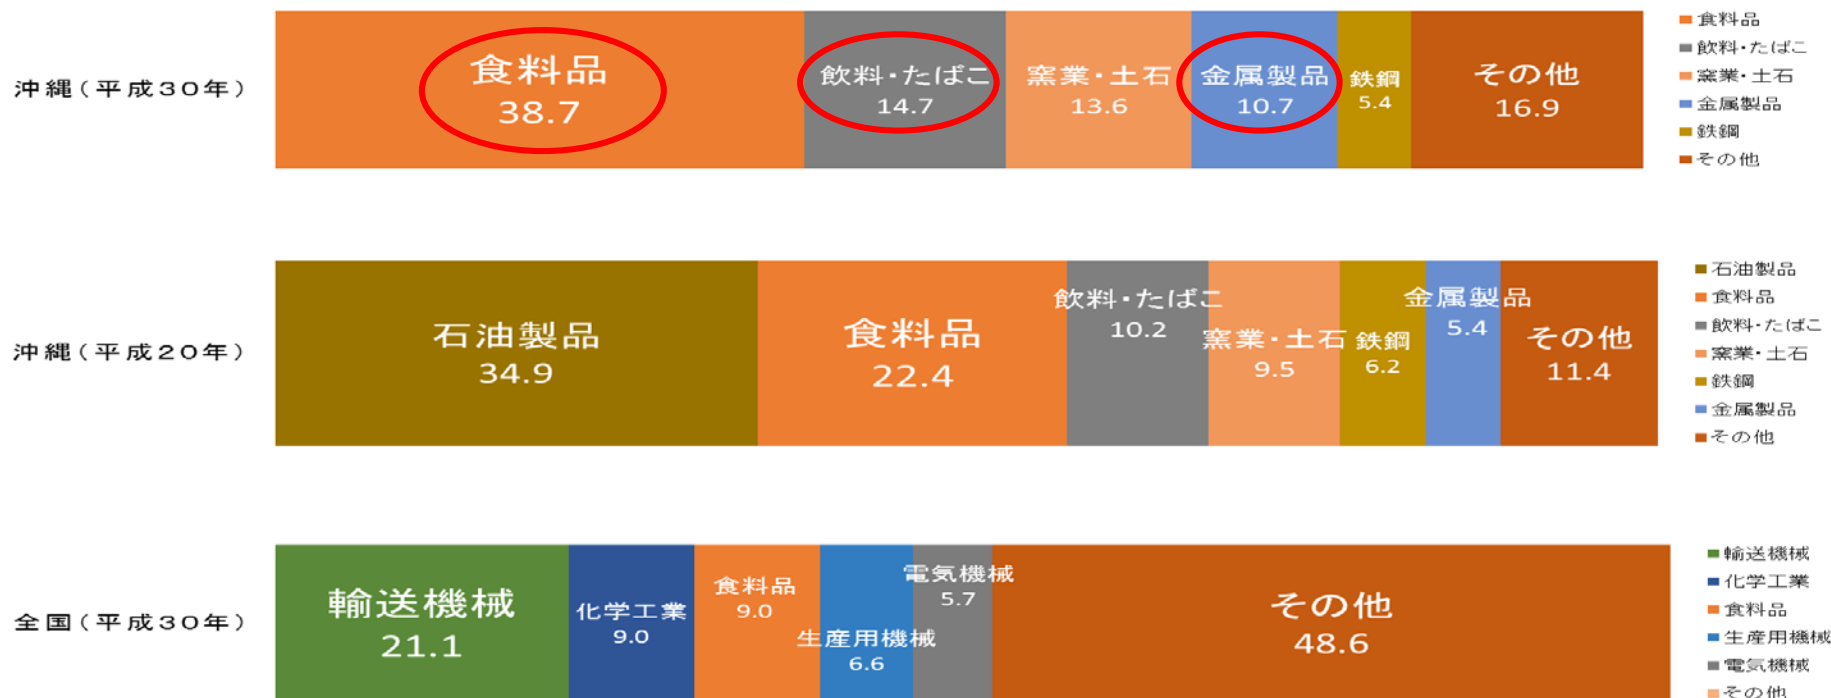 沖縄(平成30年)
食料品
38.7
飲料・たばこ
14.7
窯業・土石
13.6
金属製品
10.7
鉄鋼
5.4
その他
16.9
食料品
飲料・たばこ
窯業・土石
金属製品
鉄鋼
その他
沖縄(平成20年)
石油製品
34.9
食料品
22.4
飲料・たばこ
10.2
窯業・土石
9.5
鉄鋼
6.2
金属製品
5.4
その他
11.4
石油製品
食料品
飲料・たばこ
窯業・土石
鉄鋼
金属製品
その他
全国(平成30年)
輸送機械
21.1
化学工業
9.0
食料品
9.0
生産用機械
6.6
電気機械
5.7
その他
48.6
輸送機械
化学工業
食料品
生産用機械
電気機械
その他